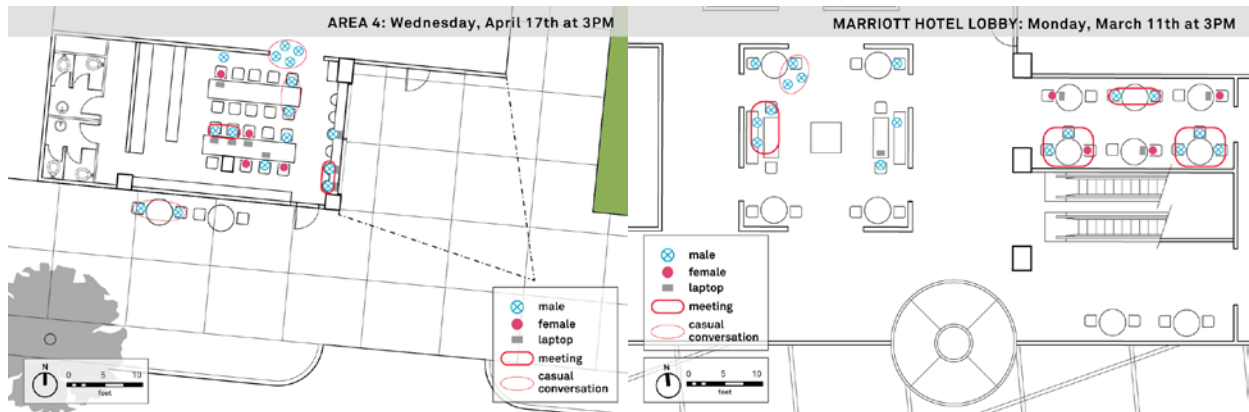 AREA 4: Wednesday, April 17th at 3PM
male
female
laptop
meeting
casual
conversation
N
0 5 10
feet
MARRIOTT HOTEL LOBBY: Monday, March 11th at 3PM
male
female
laptop
meeting
casual
conversation
N
0 5 10
feet